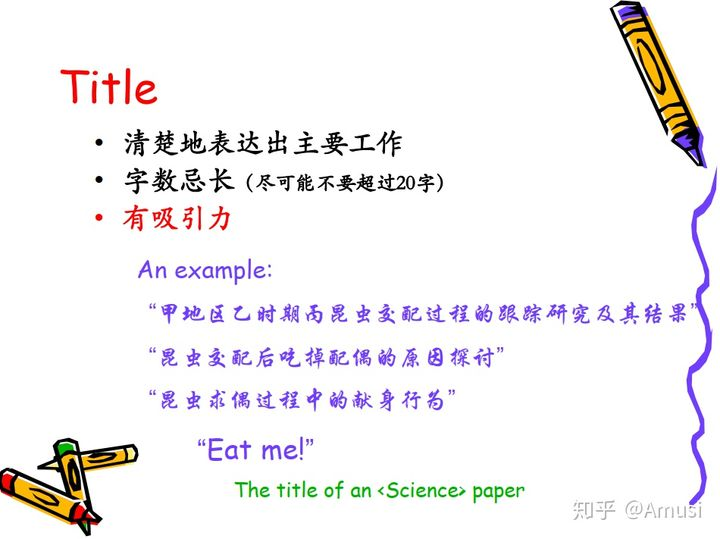 Title
• 清楚地表达出主要工作
• 字数忌长（尽可能不要超过20字）
• 有吸引力
An example:
“甲地区乙时期丙昆虫交配过程的跟踪研究及其结果”
“昆虫交配后吃掉配偶的原因探讨”
“昆虫求偶过程中的献身行为”
“Eat me!”
The title of an <Science> paper
知乎 @Amusi